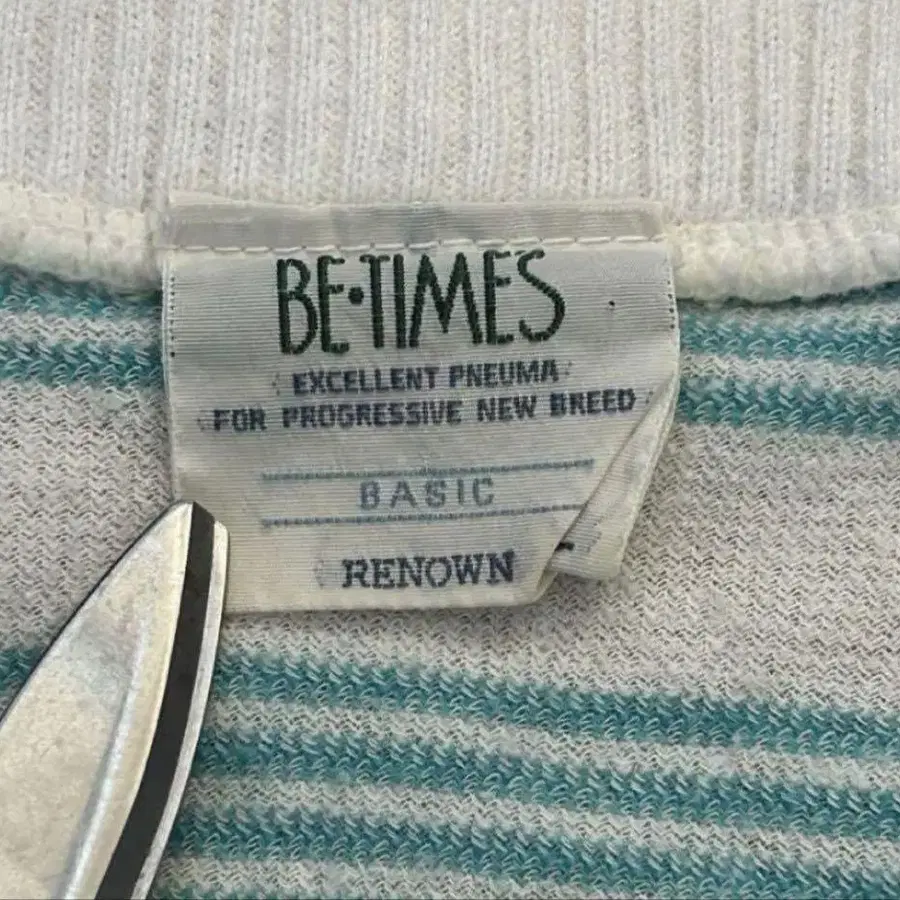 BE·TIMES
EXCELLENT PNEUMA
FOR PROGRESSIVE NEW BREED
BASIC
RENOWN